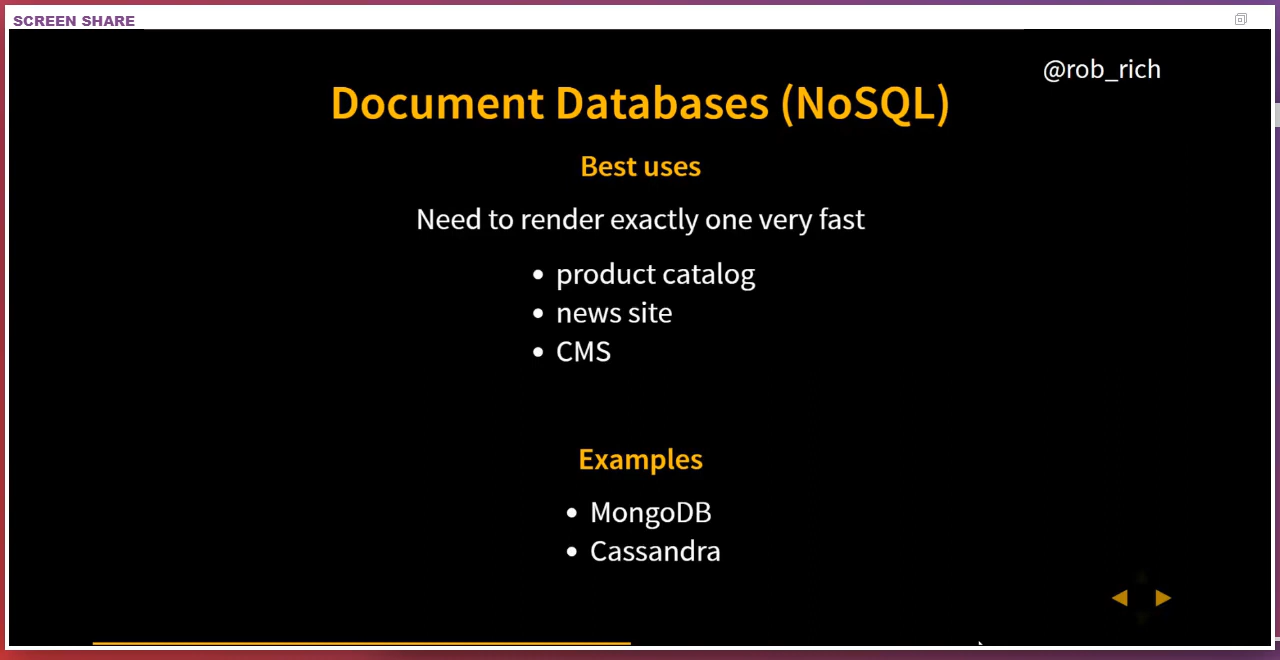 SCREEN SHARE
@rob_rich
Document Databases (NoSQL)
Best uses
Need to render exactly one very fast
• product catalog
• news site
• CMS
Examples
• MongoDB
• Cassandra